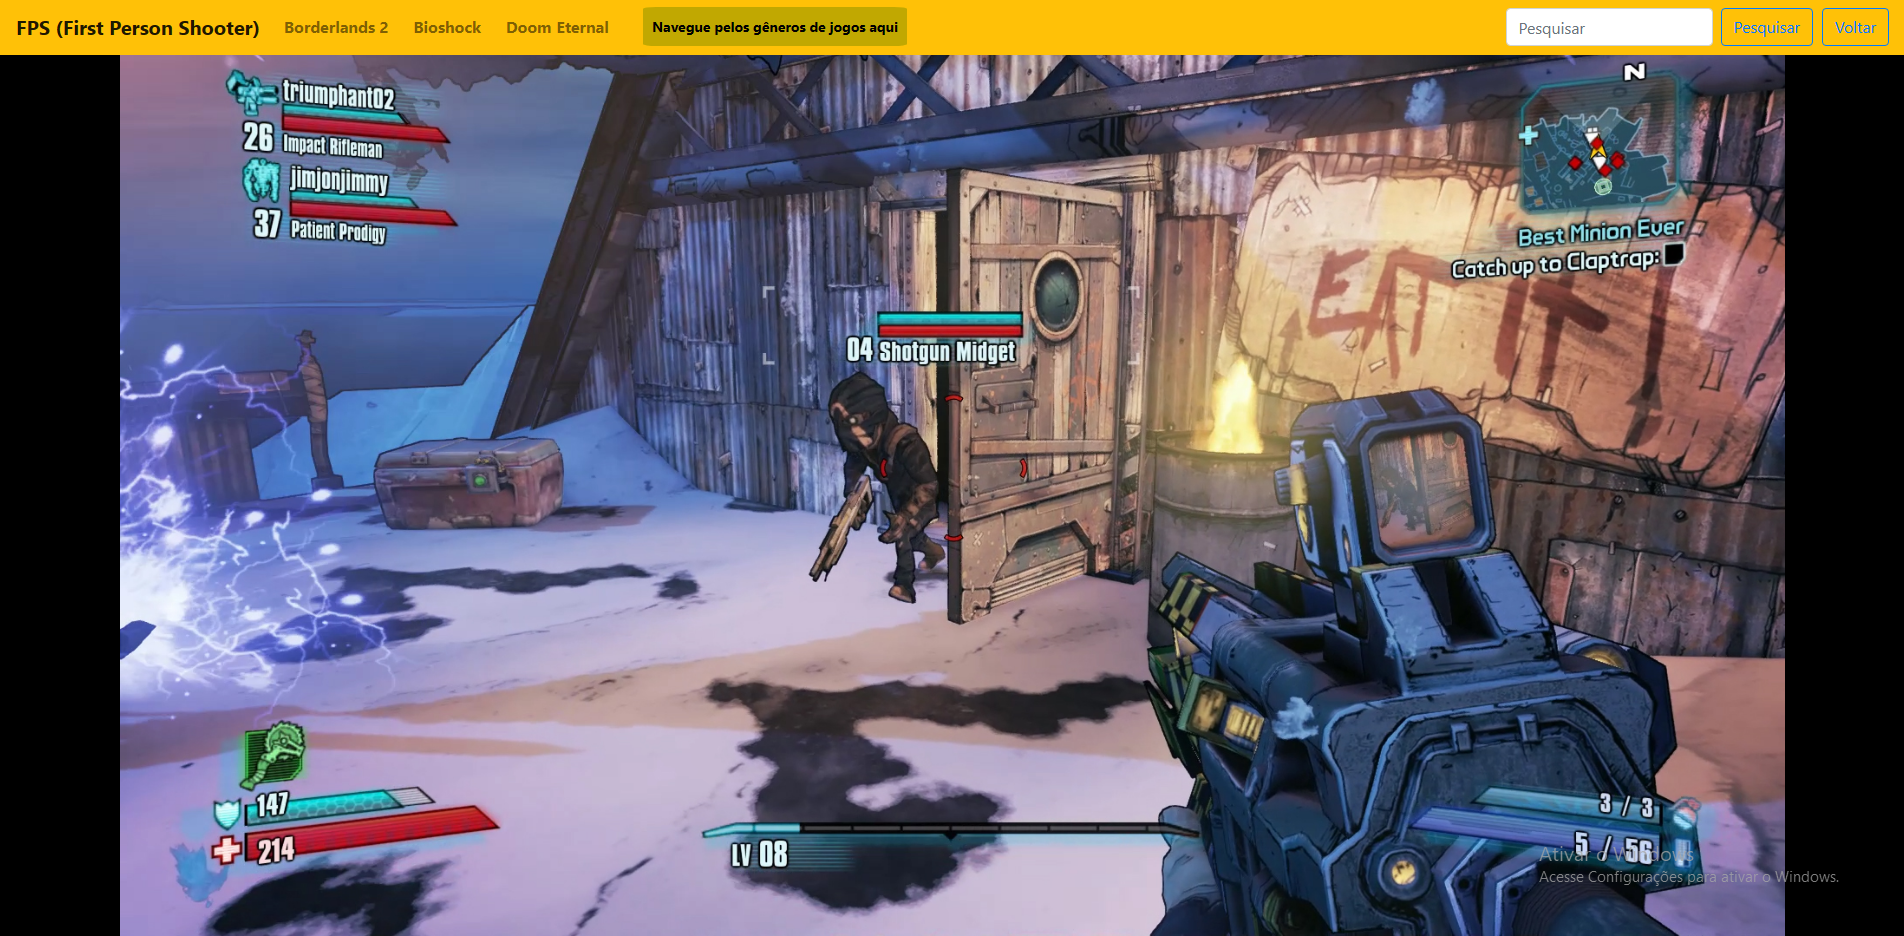 FPS (First Person Shooter) Borderlands 2 Bioshock Doom Eternal Navegue pelos gêneros de jogos aqui Pesquisar Pesquisar Voltar
triumphant02
26 Impact Rifleman
jimjonjimmy
37 Patient Prodigy
N
Best Minion Ever
Catch up to Claptrap:
EAT IT
04 Shotgun Midget
147
214
LV 08
3 / 3
5 / 56
Ativar o Windows
Acesse Configurações para ativar o Windows.